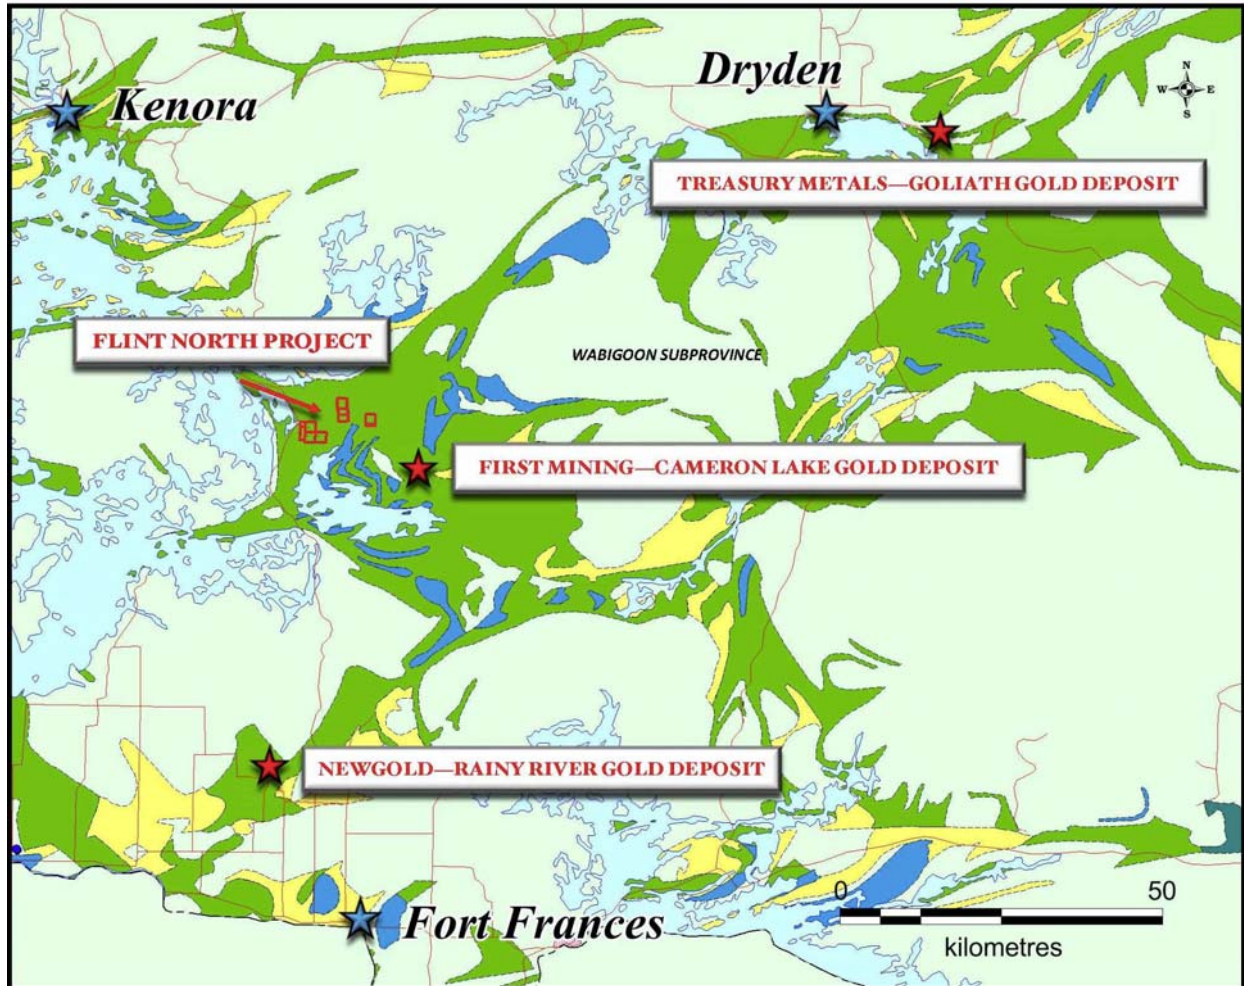 Dryden
Kenora
N
W E
S
TREASURY METALS—GOLIATH GOLD DEPOSIT
FLINT NORTH PROJECT
WABIGOON SUBPROVINCE
FIRST MINING—CAMERON LAKE GOLD DEPOSIT
NEWGOLD—RAINY RIVER GOLD DEPOSIT
0 50
kilometres
Fort Frances